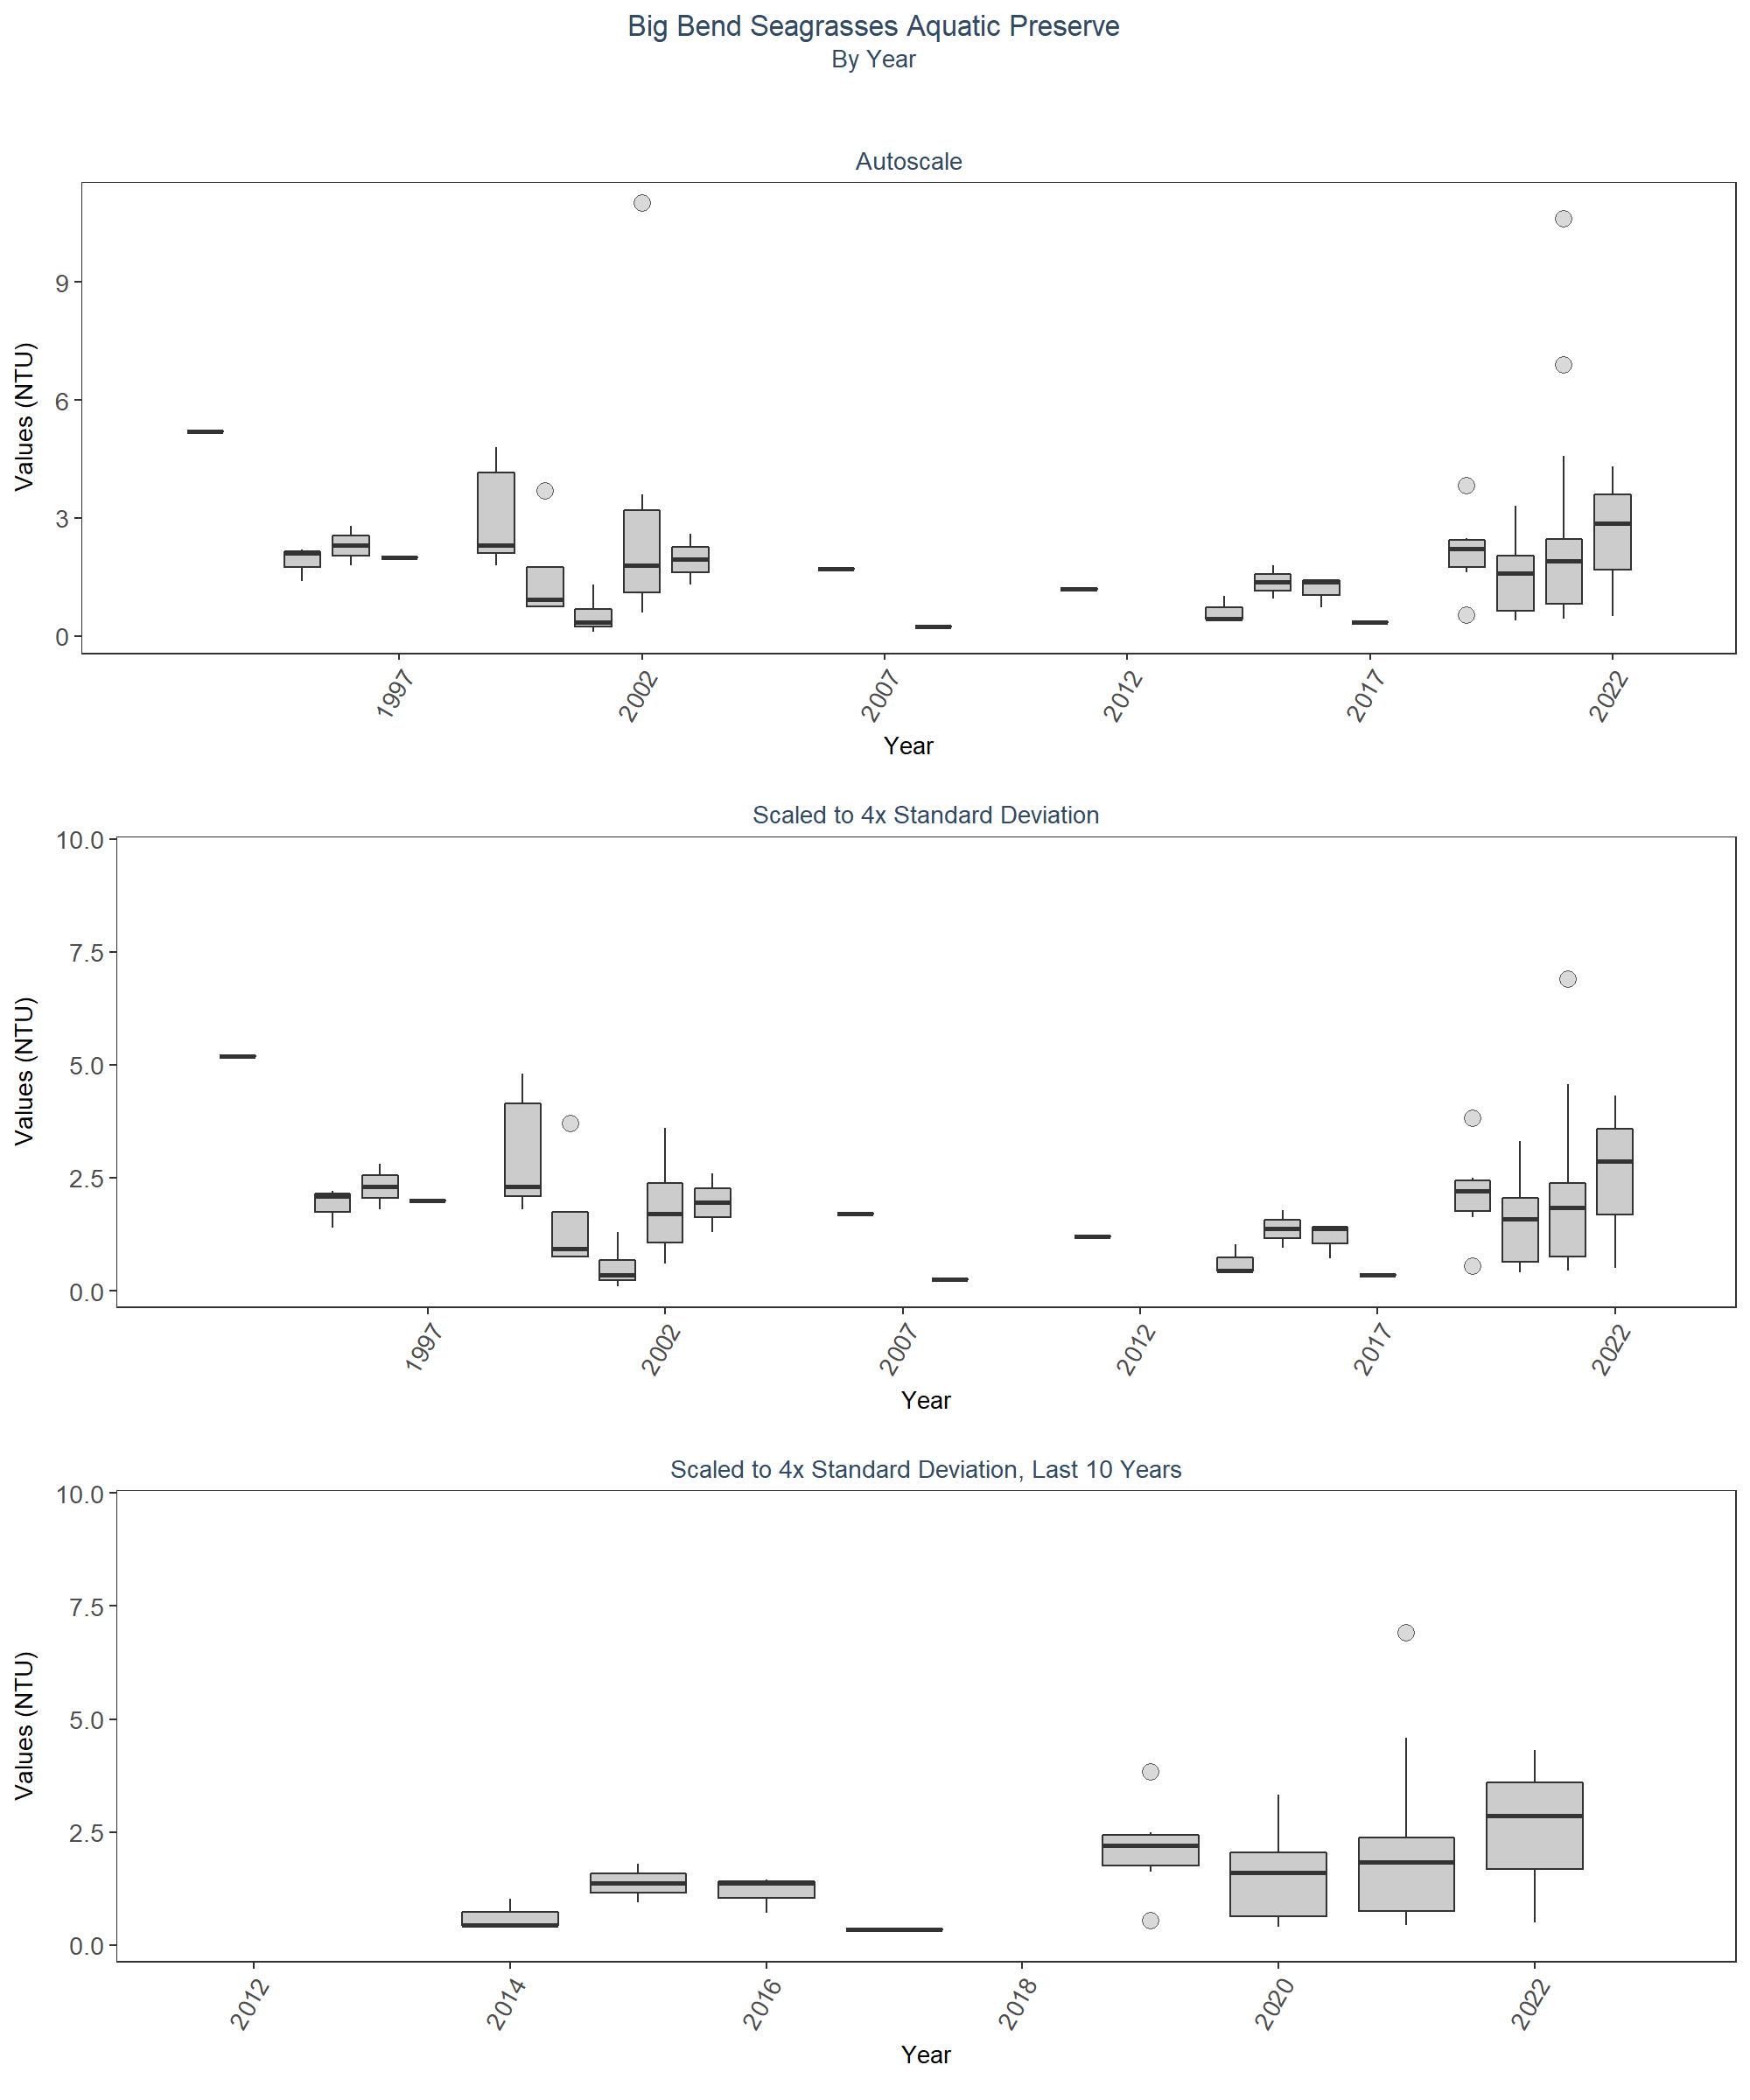 Big Bend Seagrasses Aquatic Preserve
By Year
Autoscale
Values (NTU)
9
6
3
0
1997 2002 2007 2012 2017 2022
Year
Scaled to 4x Standard Deviation
Values (NTU)
10.0
7.5
5.0
2.5
0.0
1997 2002 2007 2012 2017 2022
Year
Scaled to 4x Standard Deviation, Last 10 Years
Values (NTU)
10.0
7.5
5.0
2.5
0.0
2012 2014 2016 2018 2020 2022
Year